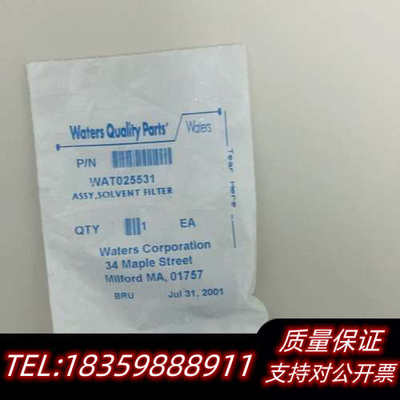 Waters Quality Parts
Waters
P/N
WAT025531
ASSY,SOLVENT FILTER
Tear Here
QTY 1 EA
Waters Corporation
34 Maple Street
Milford MA, 01757
BRU Jul 31, 2001
TEL:18359888911
质量保证
支持对公开票